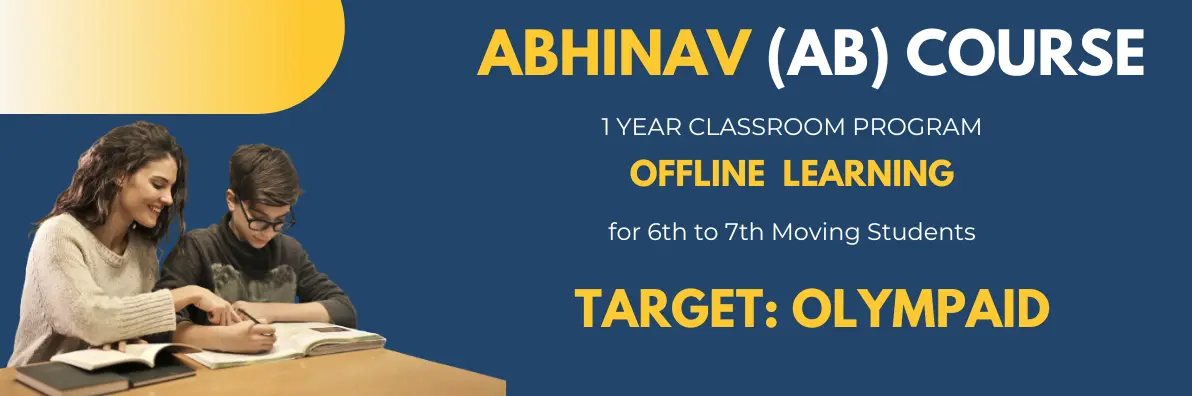 ABHINAV (AB) COURSE
1 YEAR CLASSROOM PROGRAM
OFFLINE LEARNING
for 6th to 7th Moving Students
TARGET: OLYMPAID